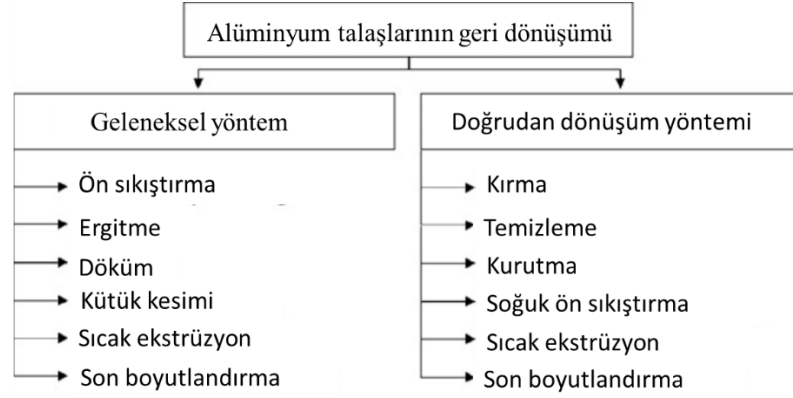 Alüminyum talaşlarının geri dönüşümü
Geleneksel yöntem
Ön sıkıştırma
Ergitme
Döküm
Kütük kesimi
Sıcak ekstrüzyon
Son boyutlandırma
Doğrudan dönüşüm yöntemi
Kırma
Temizleme
Kurutma
Soğuk ön sıkıştırma
Sıcak ekstrüzyon
Son boyutlandırma